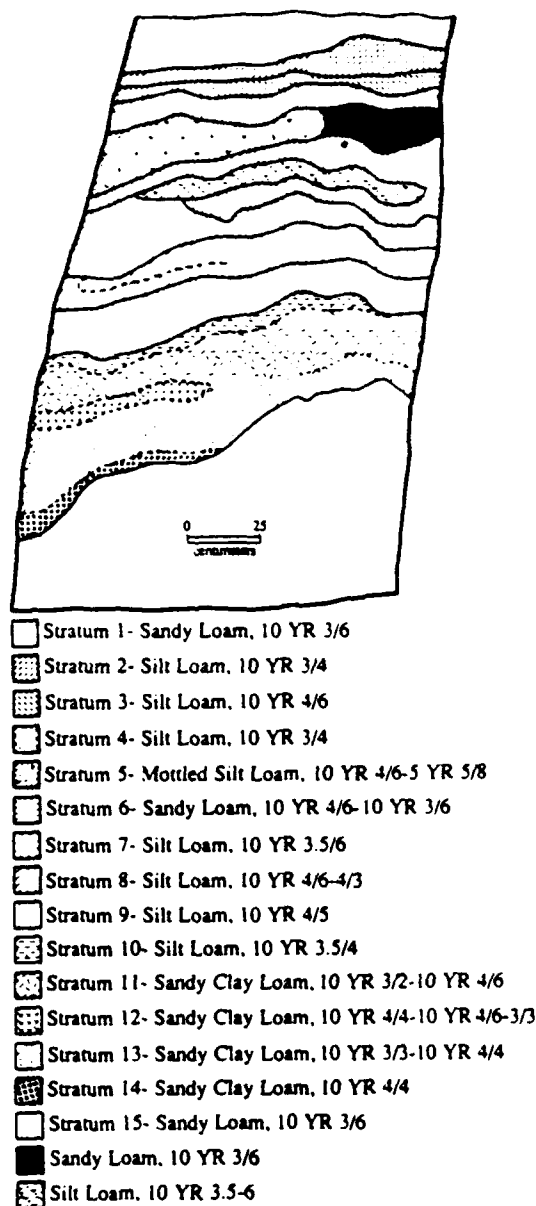 0 25
centimeters
Stratum 1- Sandy Loam, 10 YR 3/6
Stratum 2- Silt Loam, 10 YR 3/4
Stratum 3- Silt Loam, 10 YR 4/6
Stratum 4- Silt Loam, 10 YR 3/4
Stratum 5- Mottled Silt Loam, 10 YR 4/6-5 YR 5/8
Stratum 6- Sandy Loam, 10 YR 4/6-10 YR 3/6
Stratum 7- Silt Loam, 10 YR 3.5/6
Stratum 8- Silt Loam, 10 YR 4/6-4/3
Stratum 9- Silt Loam, 10 YR 4/5
Stratum 10- Silt Loam, 10 YR 3.5/4
Stratum 11- Sandy Clay Loam, 10 YR 3/2-10 YR 4/6
Stratum 12- Sandy Clay Loam, 10 YR 4/4-10 YR 4/6-3/3
Stratum 13- Sandy Clay Loam, 10 YR 3/3-10 YR 4/4
Stratum 14- Sandy Clay Loam, 10 YR 4/4
Stratum 15- Sandy Loam, 10 YR 3/6
Sandy Loam, 10 YR 3/6
Silt Loam, 10 YR 3.5-6